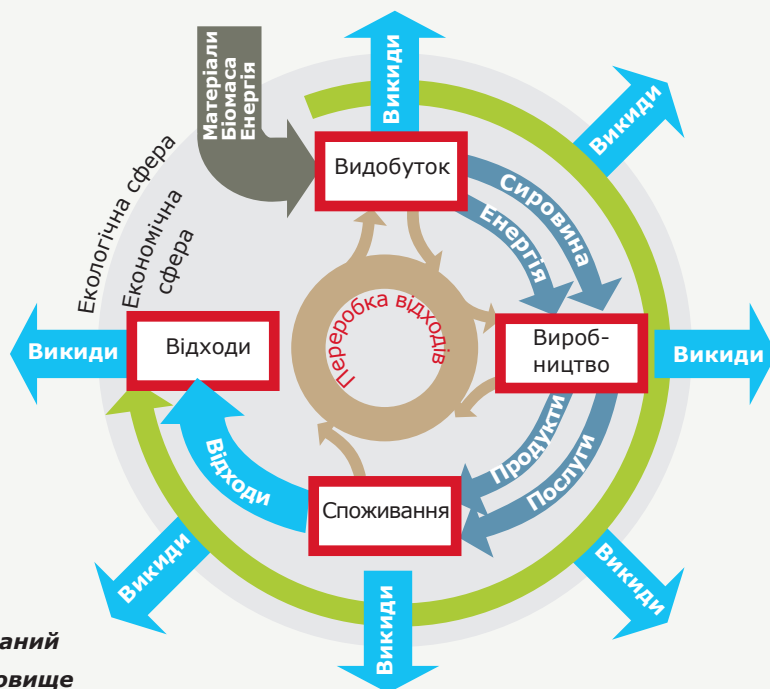 Матеріали
Біомаса
Енергія
Викиди
Викиди
Видобуток
Сировина
Енергія
Екологічна сфера
Економічна
сфера
Переробка відходів
Викиди
Відходи
Вироб-
ництво
Викиди
Відходи
Продукти
Послуги
Споживання
Викиди
Викиди
Викиди